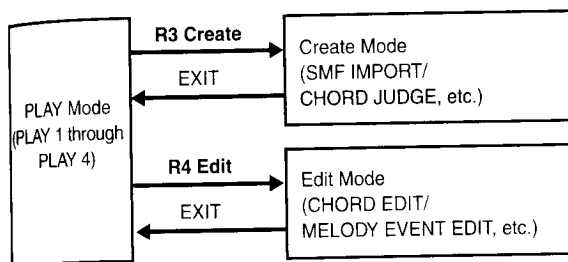 PLAY Mode
(PLAY 1 through
PLAY 4)
R3 Create
EXIT
Create Mode
(SMF IMPORT/
CHORD JUDGE, etc.)
R4 Edit
EXIT
Edit Mode
(CHORD EDIT/
MELODY EVENT EDIT, etc.)